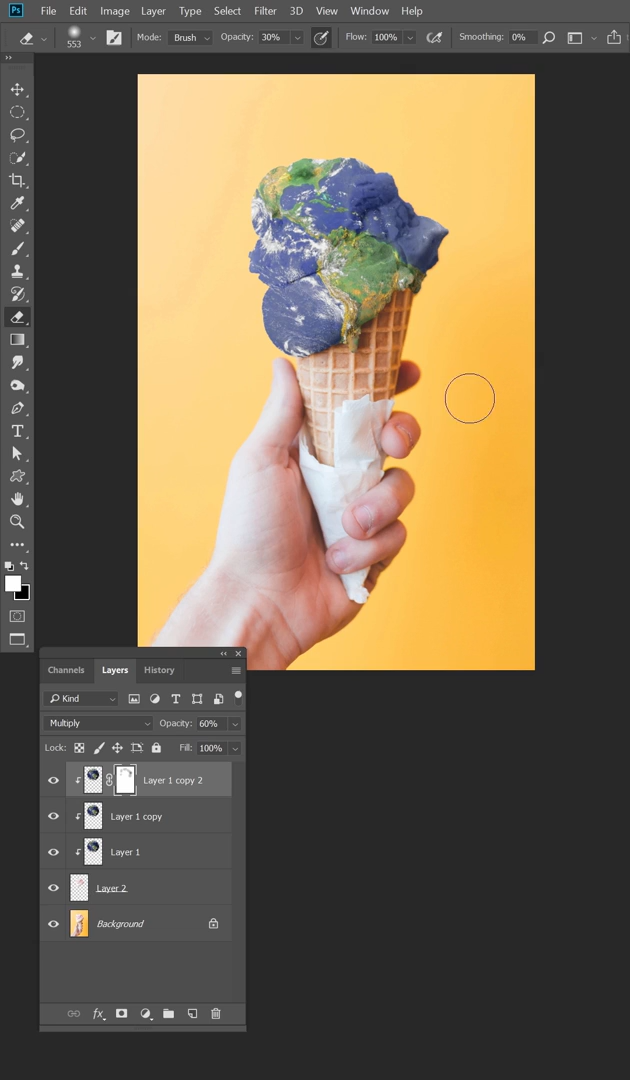 Ps File Edit Image Layer Type Select Filter 3D View Window Help
553 Mode: Brush Opacity: 30% Flow: 100% Smoothing: 0%
Channels Layers History
Kind
Multiply Opacity: 60%
Lock: Fill: 100%
Layer 1 copy 2
Layer 1 copy
Layer 1
Layer 2
Background
fx